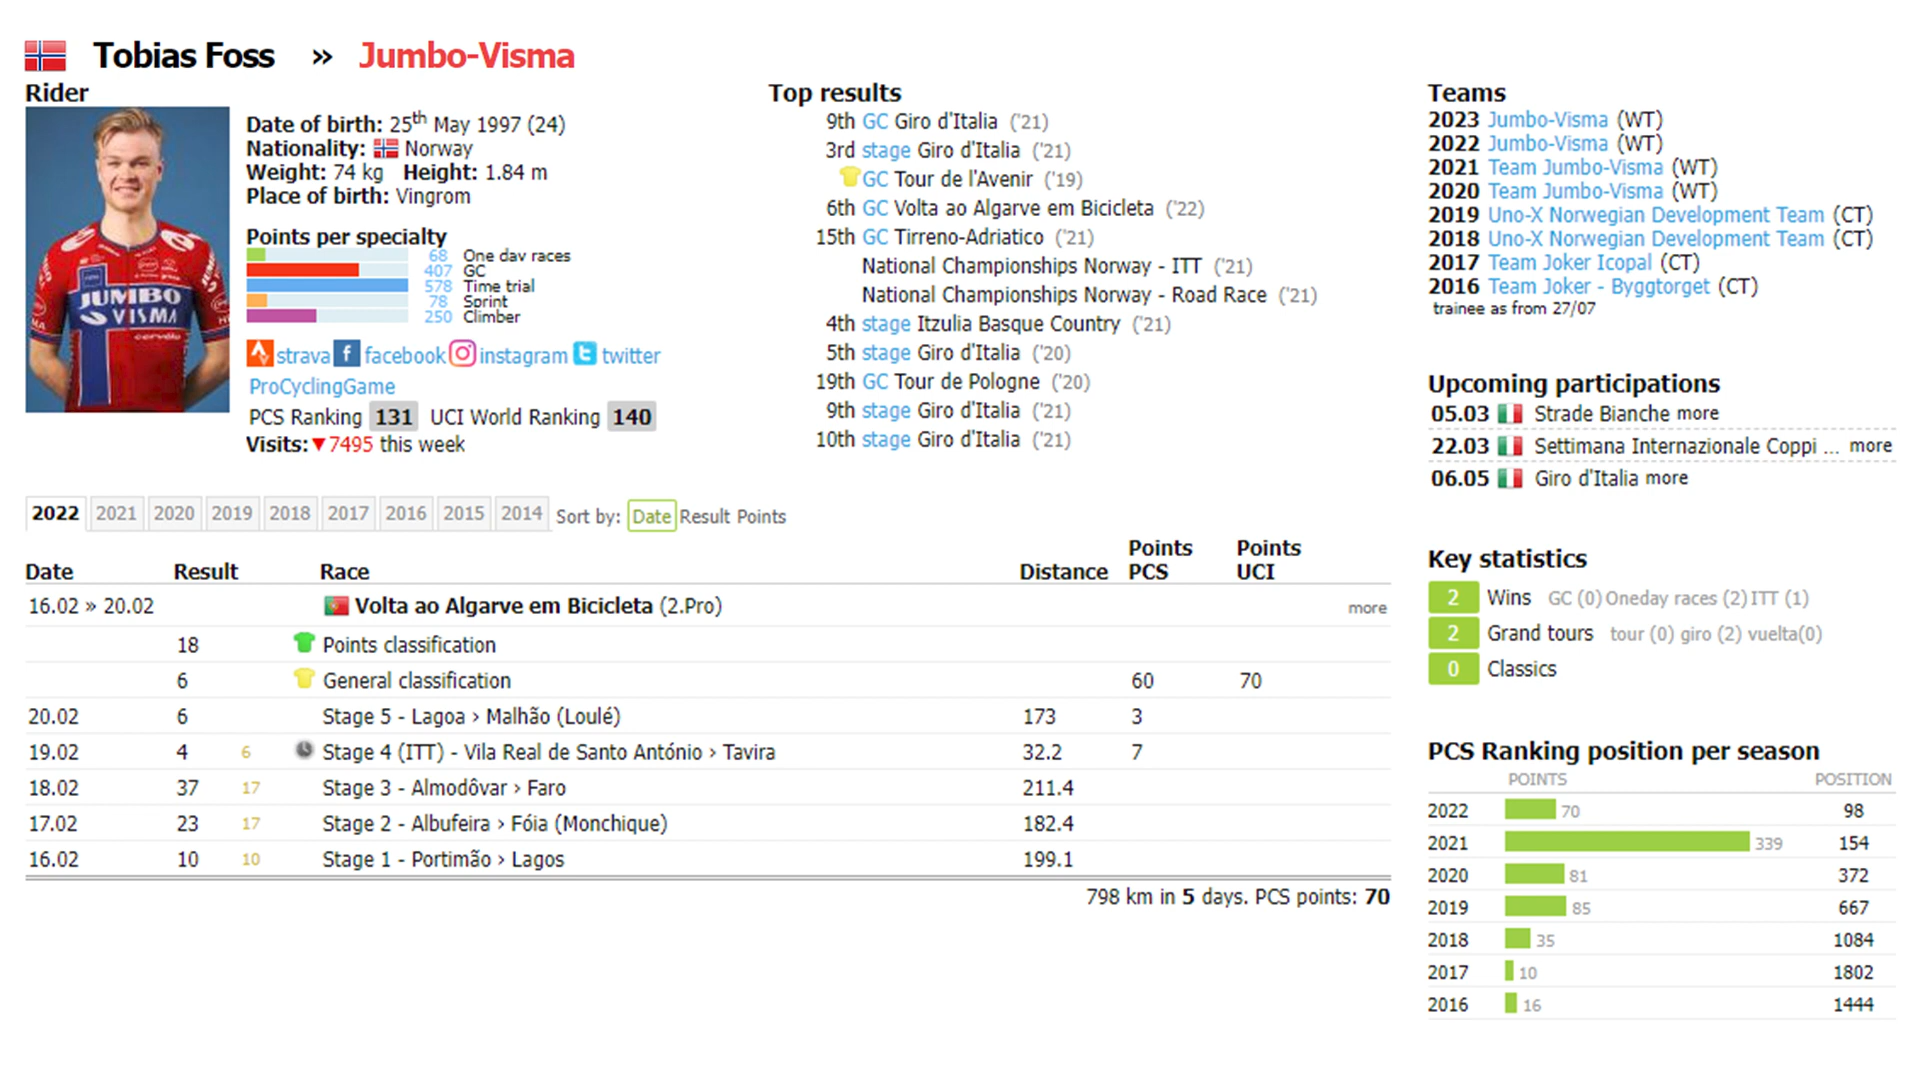 Tobias Foss » Jumbo-Visma
Rider
JUMBO
VISMA
cervélo
Date of birth: 25th May 1997 (24)
Nationality: Norway
Weight: 74 kg Height: 1.84 m
Place of birth: Vingrom
Points per specialty
68 One day races
407 GC
578 Time trial
78 Sprint
250 Climber
strava facebook instagram twitter
ProCyclingGame
PCS Ranking 131 UCI World Ranking 140
Visits: ▼7495 this week
Top results
9th GC Giro d'Italia ('21)
3rd stage Giro d'Italia ('21)
GC Tour de l'Avenir ('19)
6th GC Volta ao Algarve em Bicicleta ('22)
15th GC Tirreno-Adriatico ('21)
National Championships Norway - ITT ('21)
National Championships Norway - Road Race ('21)
4th stage Itzulia Basque Country ('21)
5th stage Giro d'Italia ('20)
19th GC Tour de Pologne ('20)
9th stage Giro d'Italia ('21)
10th stage Giro d'Italia ('21)
Teams
2023 Jumbo-Visma (WT)
2022 Jumbo-Visma (WT)
2021 Team Jumbo-Visma (WT)
2020 Team Jumbo-Visma (WT)
2019 Uno-X Norwegian Development Team (CT)
2018 Uno-X Norwegian Development Team (CT)
2017 Team Joker Icopal (CT)
2016 Team Joker - Byggtorget (CT)
trainee as from 27/07
Upcoming participations
05.03 Strade Bianche more
22.03 Settimana Internazionale Coppi ... more
06.05 Giro d'Italia more
2022 2021 2020 2019 2018 2017 2016 2015 2014 Sort by: Date Result Points
Date Result Race Distance Points PCS Points UCI
16.02 » 20.02 Volta ao Algarve em Bicicleta (2.Pro) more
18 Points classification
6 General classification 60 70
20.02 6 Stage 5 - Lagoa › Malhão (Loulé) 173 3
19.02 4 6 Stage 4 (ITT) - Vila Real de Santo António › Tavira 32.2 7
18.02 37 17 Stage 3 - Almodôvar › Faro 211.4
17.02 23 17 Stage 2 - Albufeira › Fóia (Monchique) 182.4
16.02 10 10 Stage 1 - Portimão › Lagos 199.1
798 km in 5 days. PCS points: 70
Key statistics
2 Wins GC (0) Oneday races (2) ITT (1)
2 Grand tours tour (0) giro (2) vuelta(0)
0 Classics
PCS Ranking position per season
POINTS POSITION
2022 70 98
2021 339 154
2020 81 372
2019 85 667
2018 35 1084
2017 10 1802
2016 16 1444